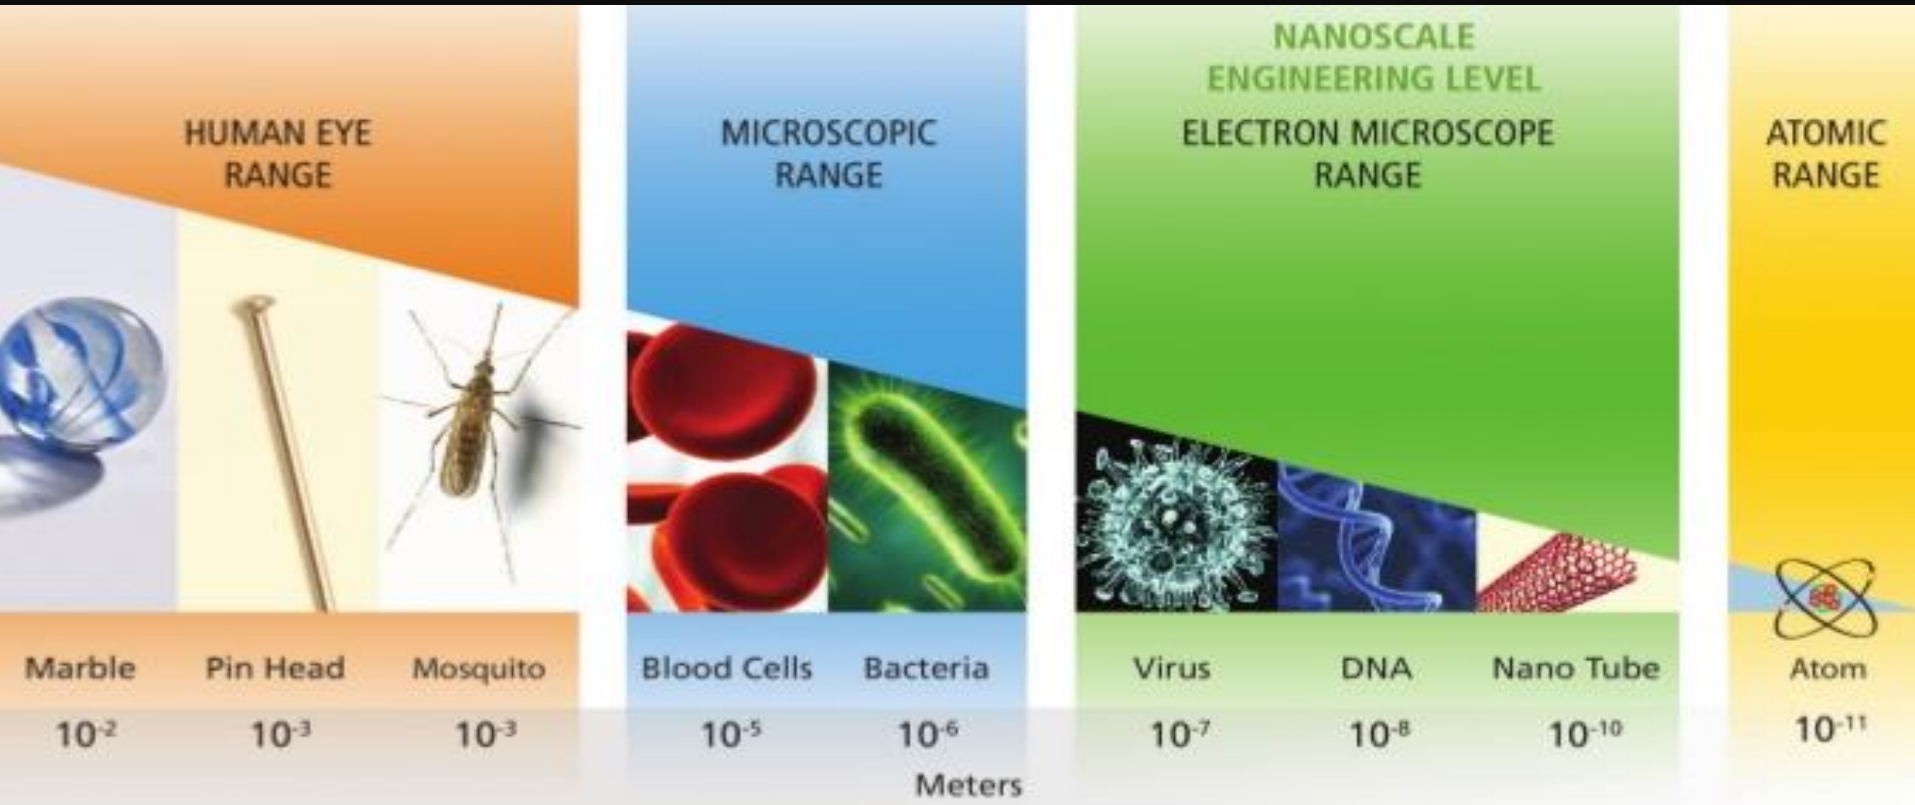 HUMAN EYE
RANGE
MICROSCOPIC
RANGE
NANOSCALE
ENGINEERING LEVEL
ELECTRON MICROSCOPE
RANGE
ATOMIC
RANGE
Marble Pin Head Mosquito Blood Cells Bacteria Virus DNA Nano Tube Atom
10⁻² 10⁻³ 10⁻³ 10⁻⁵ 10⁻⁶ 10⁻⁷ 10⁻⁸ 10⁻¹⁰ 10⁻¹¹
Meters